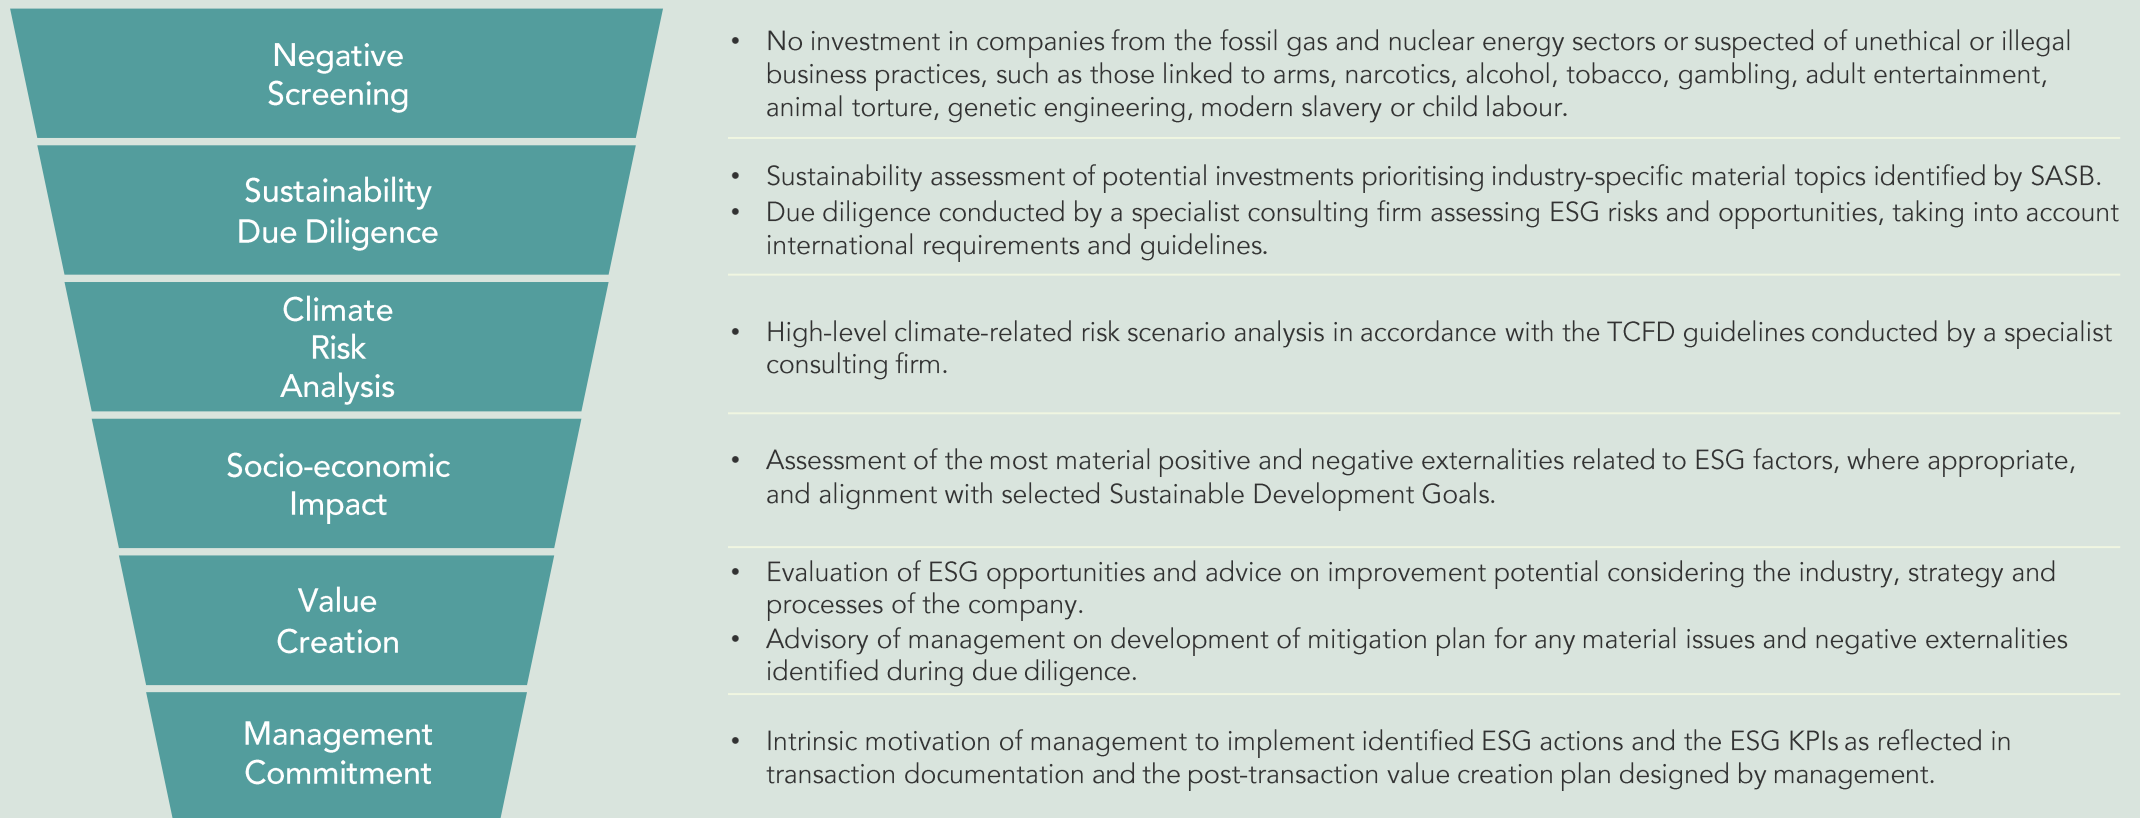 Negative
Screening
• No investment in companies from the fossil gas and nuclear energy sectors or suspected of unethical or illegal
business practices, such as those linked to arms, narcotics, alcohol, tobacco, gambling, adult entertainment,
animal torture, genetic engineering, modern slavery or child labour.
Sustainability
Due Diligence
• Sustainability assessment of potential investments prioritising industry-specific material topics identified by SASB.
• Due diligence conducted by a specialist consulting firm assessing ESG risks and opportunities, taking into account
international requirements and guidelines.
Climate
Risk
Analysis
• High-level climate-related risk scenario analysis in accordance with the TCFD guidelines conducted by a specialist
consulting firm.
Socio-economic
Impact
• Assessment of the most material positive and negative externalities related to ESG factors, where appropriate,
and alignment with selected Sustainable Development Goals.
Value
Creation
• Evaluation of ESG opportunities and advice on improvement potential considering the industry, strategy and
processes of the company.
• Advisory of management on development of mitigation plan for any material issues and negative externalities
identified during due diligence.
Management
Commitment
• Intrinsic motivation of management to implement identified ESG actions and the ESG KPIs as reflected in
transaction documentation and the post-transaction value creation plan designed by management.